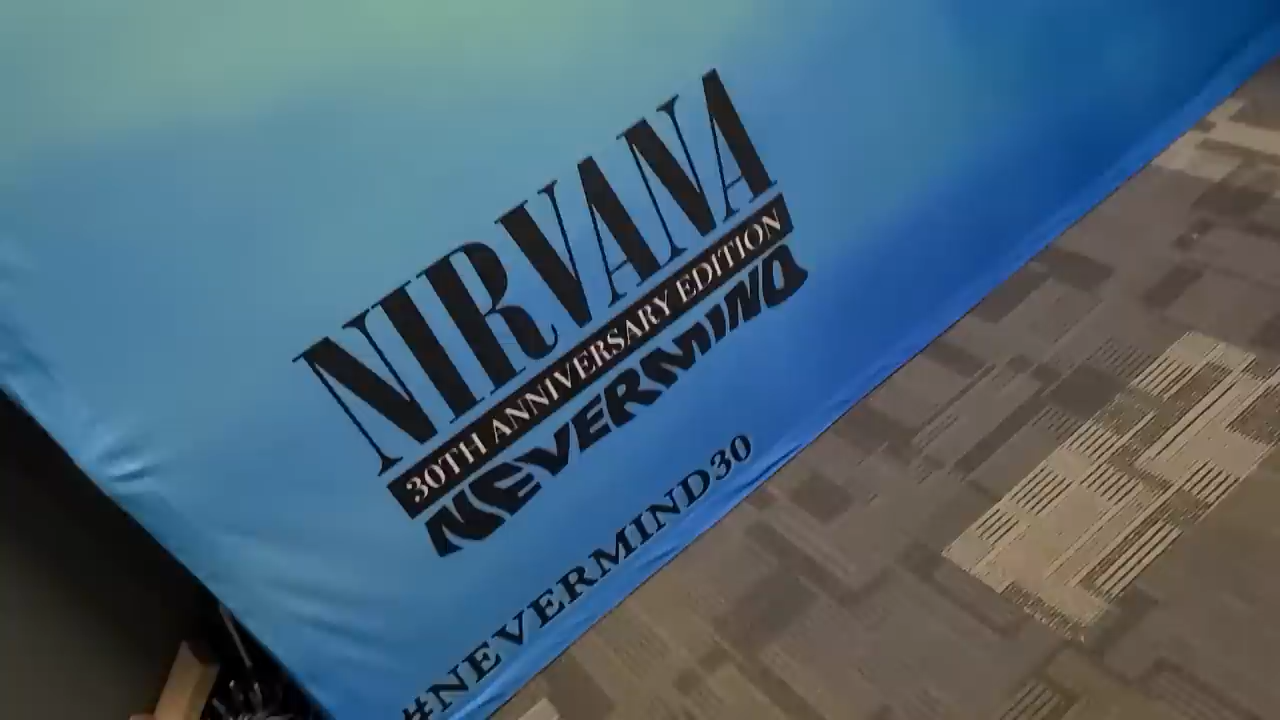 NIRVANA
30TH ANNIVERSARY EDITION
NEVERMIND
#NEVERMIND30